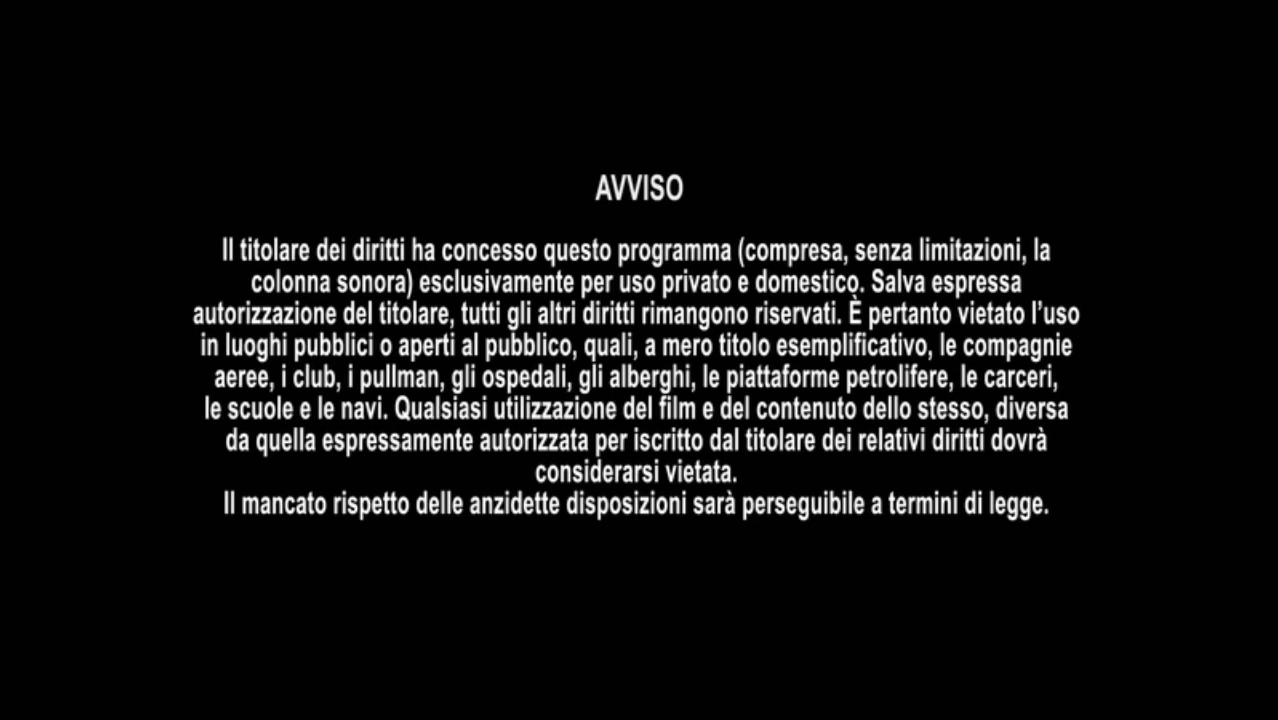 AVVISO
Il titolare dei diritti ha concesso questo programma (compresa, senza limitazioni, la
colonna sonora) esclusivamente per uso privato e domestico. Salva espressa
autorizzazione del titolare, tutti gli altri diritti rimangono riservati. È pertanto vietato l’uso
in luoghi pubblici o aperti al pubblico, quali, a mero titolo esemplificativo, le compagnie
aeree, i club, i pullman, gli ospedali, gli alberghi, le piattaforme petrolifere, le carceri,
le scuole e le navi. Qualsiasi utilizzazione del film e del contenuto dello stesso, diversa
da quella espressamente autorizzata per iscritto dal titolare dei relativi diritti dovrà
considerarsi vietata.
Il mancato rispetto delle anzidette disposizioni sarà perseguibile a termini di legge.